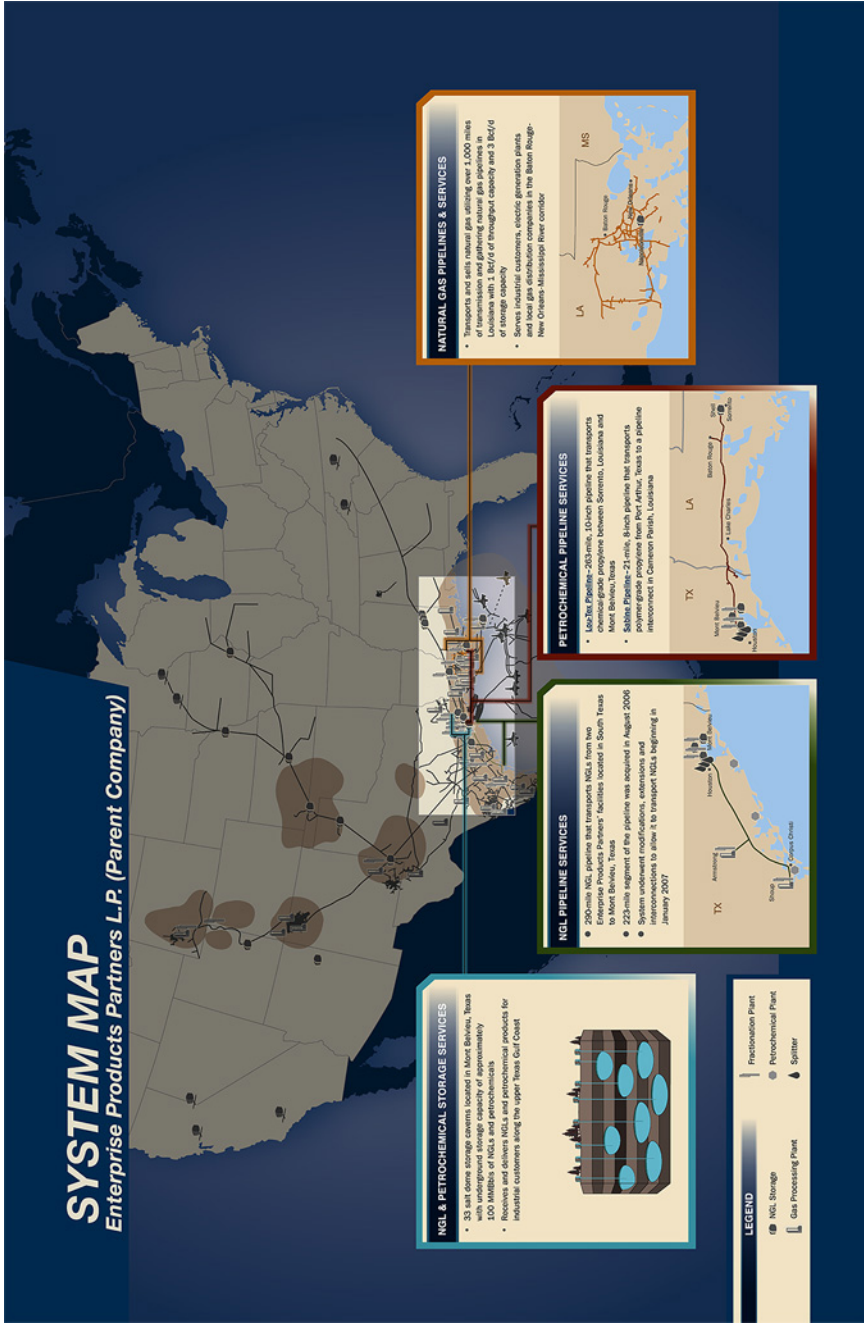 SYSTEM MAP
Enterprise Products Partners L.P. (Parent Company)
NGL & PETROCHEMICAL STORAGE SERVICES
• 33 salt dome storage caverns located in Mont Belvieu, Texas
with underground storage capacity of approximately
100 MMBbls of NGLs and petrochemicals
• Receives and delivers NGLs and petrochemical products for
industrial customers along the upper Texas Gulf Coast
NGL PIPELINE SERVICES
• 290-mile NGL pipeline that transports NGLs from two
Enterprise Products Partners' facilities located in South Texas
to Mont Belvieu, Texas
• 223-mile segment of the pipeline was acquired in August 2006
• System underwent modifications, extensions and
interconnections to allow it to transport NGLs beginning in
January 2007
TX
Shoup
Corpus Christi
Armstrong
Houston
Mont Belvieu
PETROCHEMICAL PIPELINE SERVICES
• Lou-Tex Pipeline–263-mile, 10-inch pipeline that transports
chemical-grade propylene between Sorrento, Louisiana and
Mont Belvieu,Texas
• Sabine Pipeline–21-mile, 8-inch pipeline that transports
polymer-grade propylene from Port Arthur, Texas to a pipeline
interconnect in Cameron Parish, Louisiana
TX
LA
Mont Belvieu
Houston
Lake Charles
Baton Rouge
Shell
Sorrento
NATURAL GAS PIPELINES & SERVICES
• Transports and sells natural gas utilizing over 1,000 miles
of transmission and gathering natural gas pipelines in
Louisiana with 1 Bcf/d of throughput capacity and 3 Bcf/d
of storage capacity
• Serves industrial customers, electric generation plants
and local gas distribution companies in the Baton Rouge-
New Orleans-Mississippi River corridor
LA
MS
Baton Rouge
New Orleans
LEGEND
NGL Storage
Fractionation Plant
Gas Processing Plant
Petrochemical Plant
Splitter